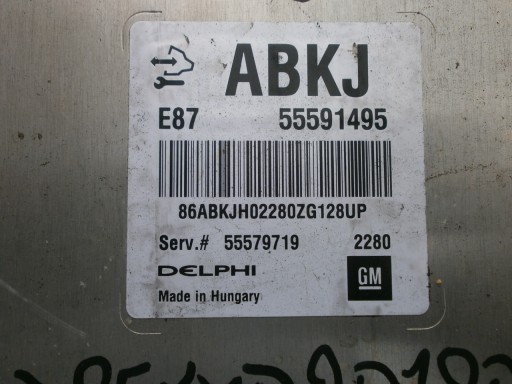 ABKJ
E87 55591495
86ABKJH02280ZG128UP
Serv.# 55579719 2280
DELPHI GM
Made in Hungary